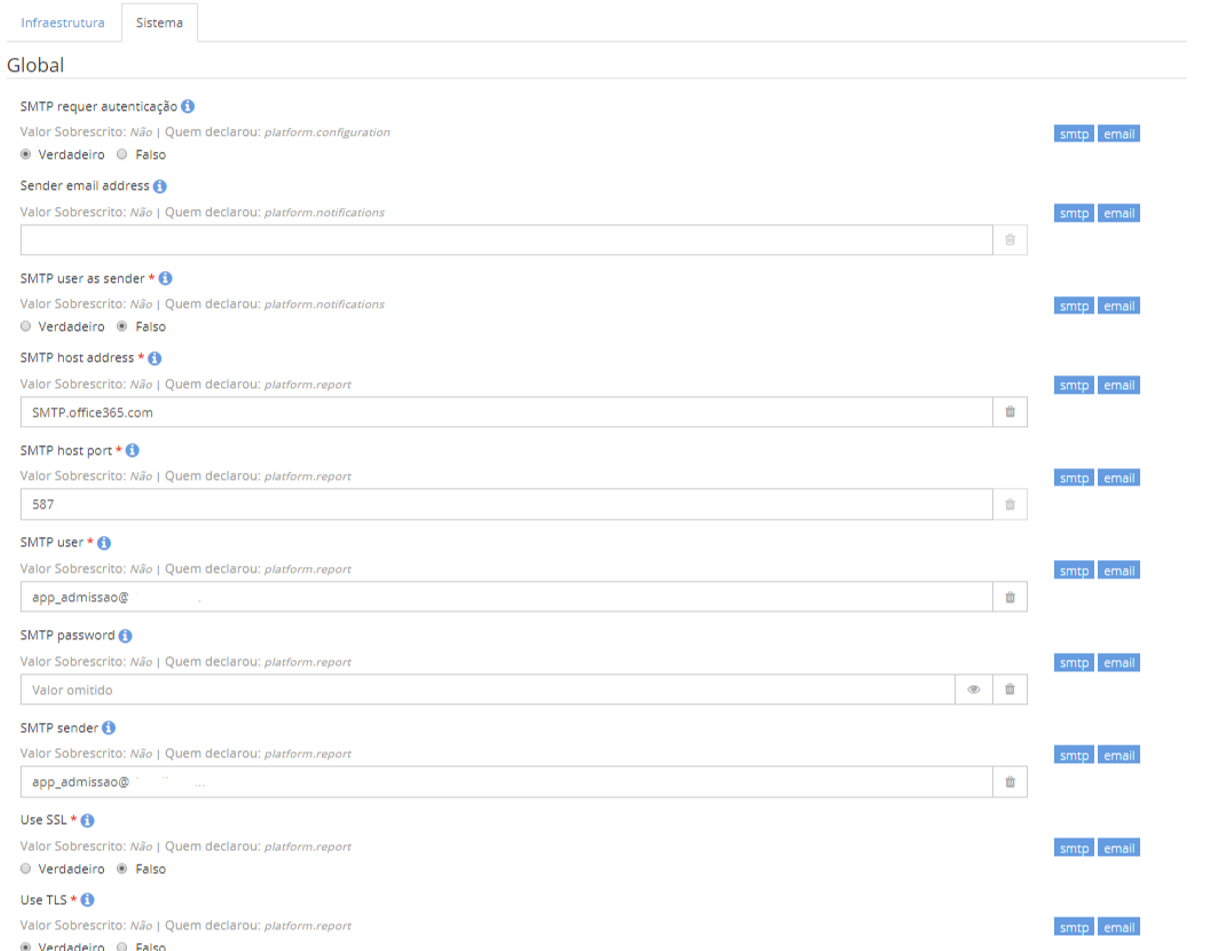 Infraestrutura Sistema
Global
SMTP requer autenticação
Valor Sobrescrito: Não | Quem declarou: platform.configuration
smtp email
Verdadeiro Falso
Sender email address
Valor Sobrescrito: Não | Quem declarou: platform.notifications
smtp email
SMTP user as sender *
Valor Sobrescrito: Não | Quem declarou: platform.notifications
smtp email
Verdadeiro Falso
SMTP host address *
Valor Sobrescrito: Não | Quem declarou: platform.report
smtp email
SMTP.office365.com
SMTP host port *
Valor Sobrescrito: Não | Quem declarou: platform.report
smtp email
587
SMTP user *
Valor Sobrescrito: Não | Quem declarou: platform.report
smtp email
app_admissao@
SMTP password
Valor Sobrescrito: Não | Quem declarou: platform.report
smtp email
Valor omitido
SMTP sender
Valor Sobrescrito: Não | Quem declarou: platform.report
smtp email
app_admissao@
Use SSL *
Valor Sobrescrito: Não | Quem declarou: platform.report
smtp email
Verdadeiro Falso
Use TLS *
Valor Sobrescrito: Não | Quem declarou: platform.report
smtp email
Verdadeiro Falso